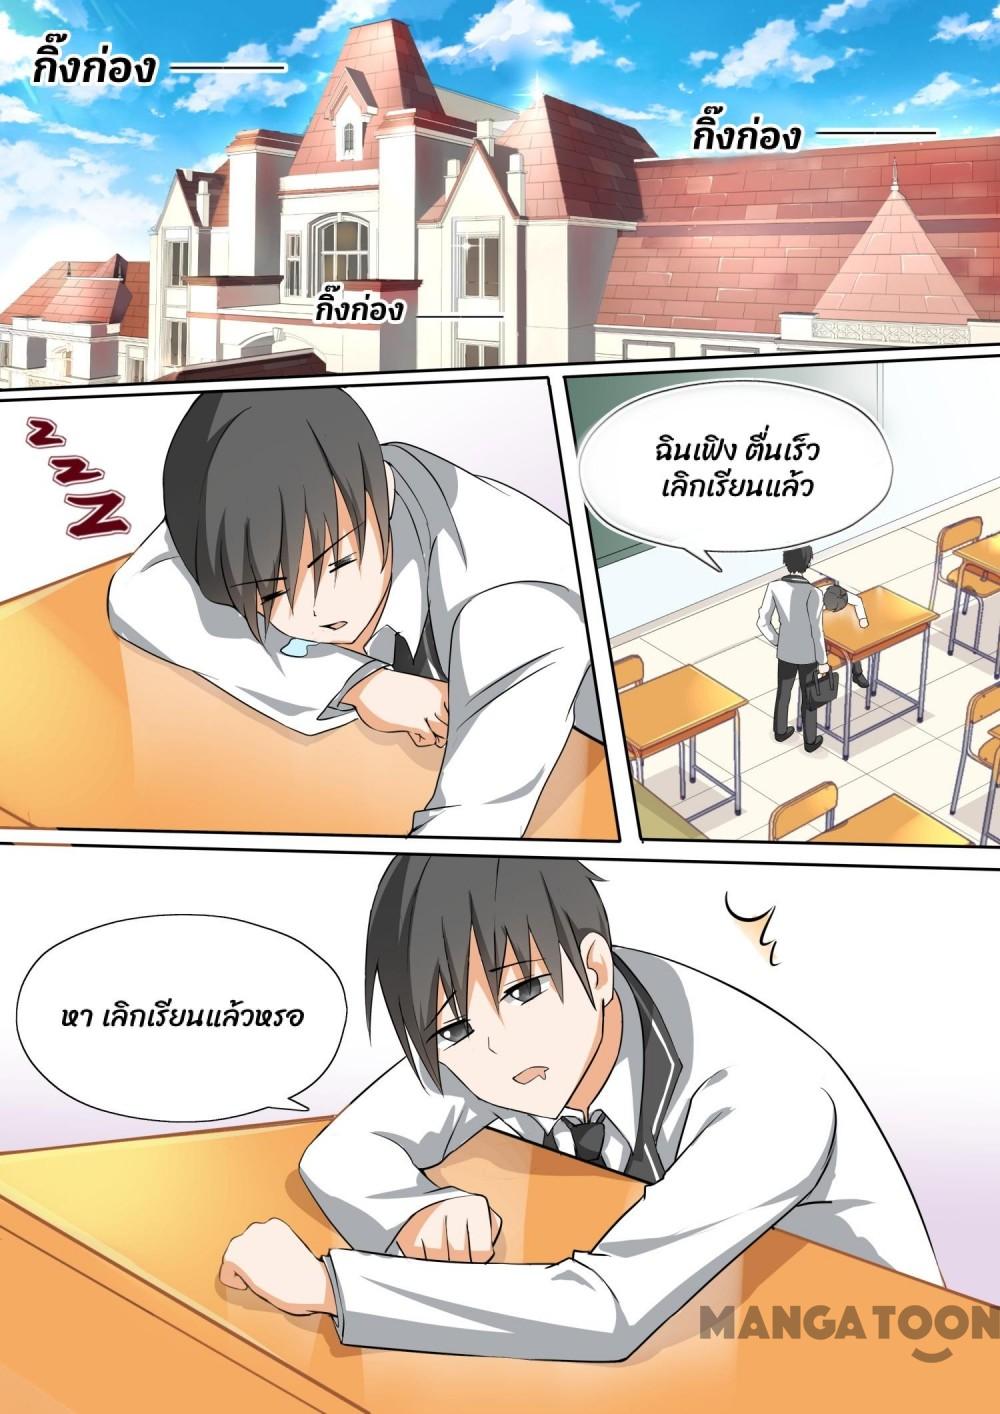 กิ๊งก่อง
กิ๊งก่อง
กิ๊งก่อง
zzz
ฉินเฟิง ตื่นเร็ว
เลิกเรียนแล้ว
หา เลิกเรียนแล้วหรอ
MANGATOON